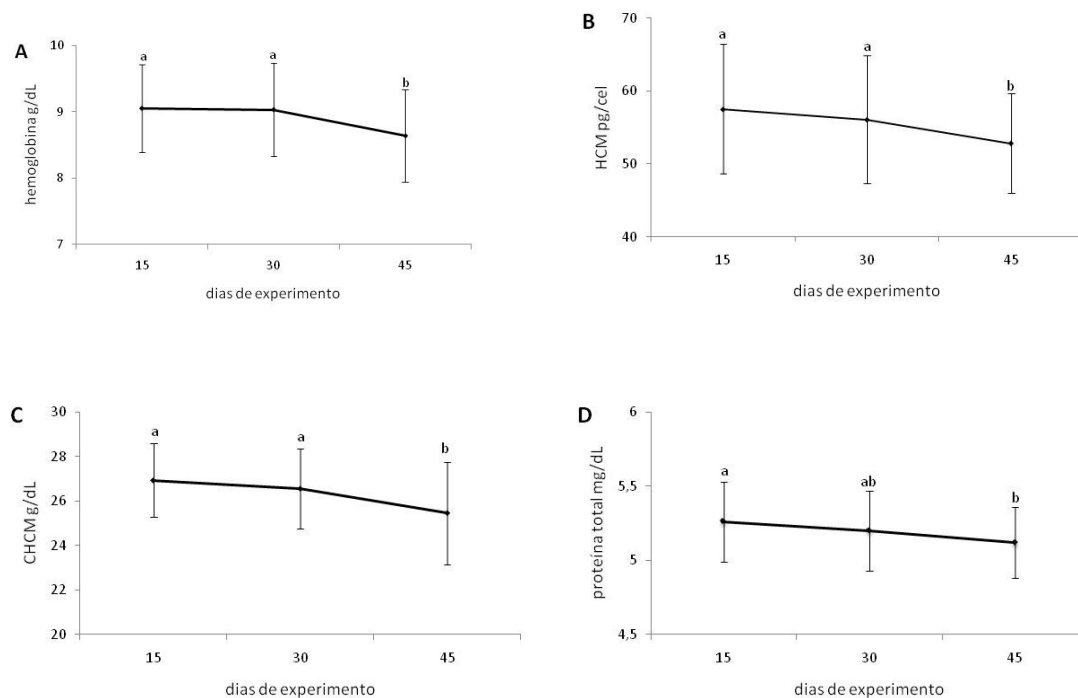 A
hemoglobina g/dL
10
9
8
7
a
a
b
15
30
45
dias de experimento
B
HCM pg/cel
70
60
50
40
a
a
b
15
30
45
dias de experimento
C
CHCM g/dL
30
28
26
24
22
20
a
a
b
15
30
45
dias de experimento
D
proteína total mg/dL
6
5,5
5
4,5
a
ab
b
15
30
45
dias de experimento